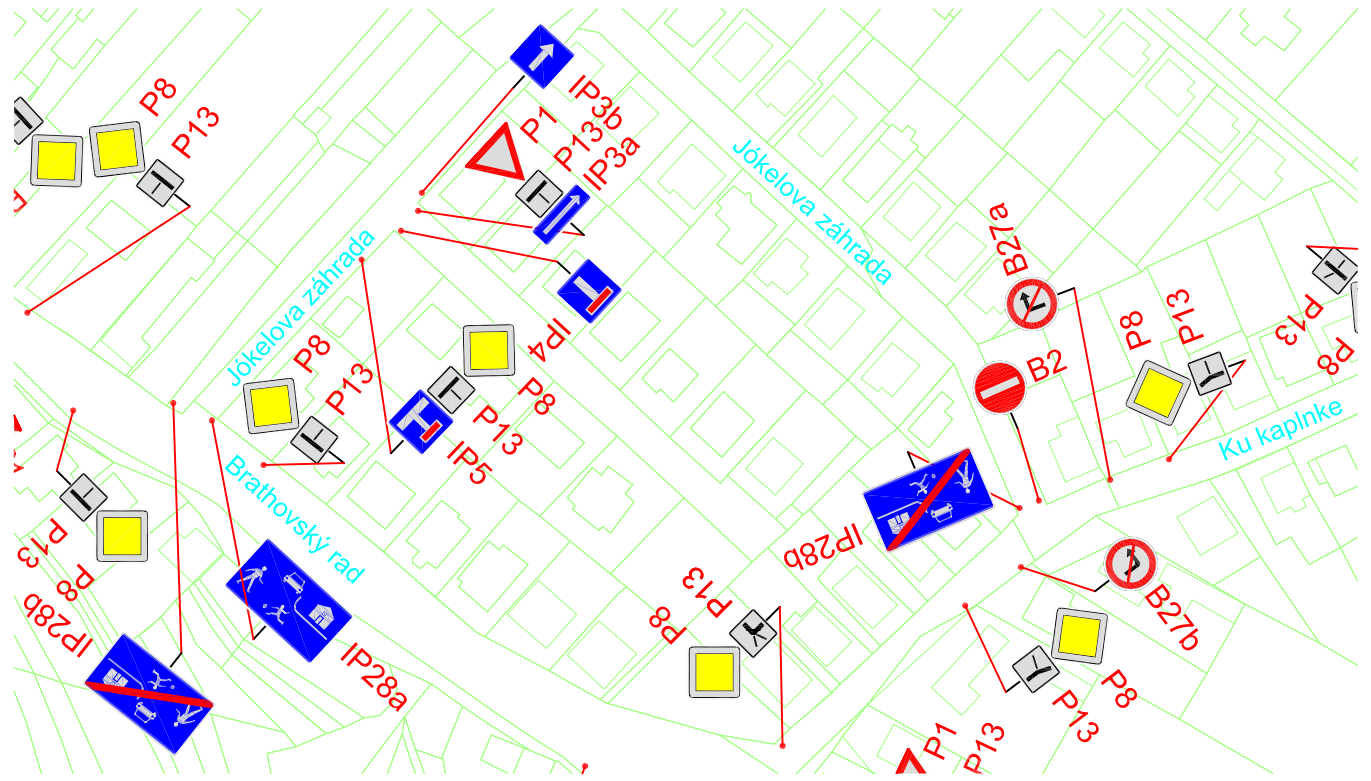 P8
P13
IP3b
P1
P13
IP3a
Jókelova záhrada
B27a
Jókelova záhrada
P13
P8
P13
P8
IP4
P8
P13
P8
B2
P13
IP5
Ku kaplnke
Brathovský rad
P13
P8
IP28b
IP28a
IP28b
P13
P8
B27b
P8
P13
P1
P13